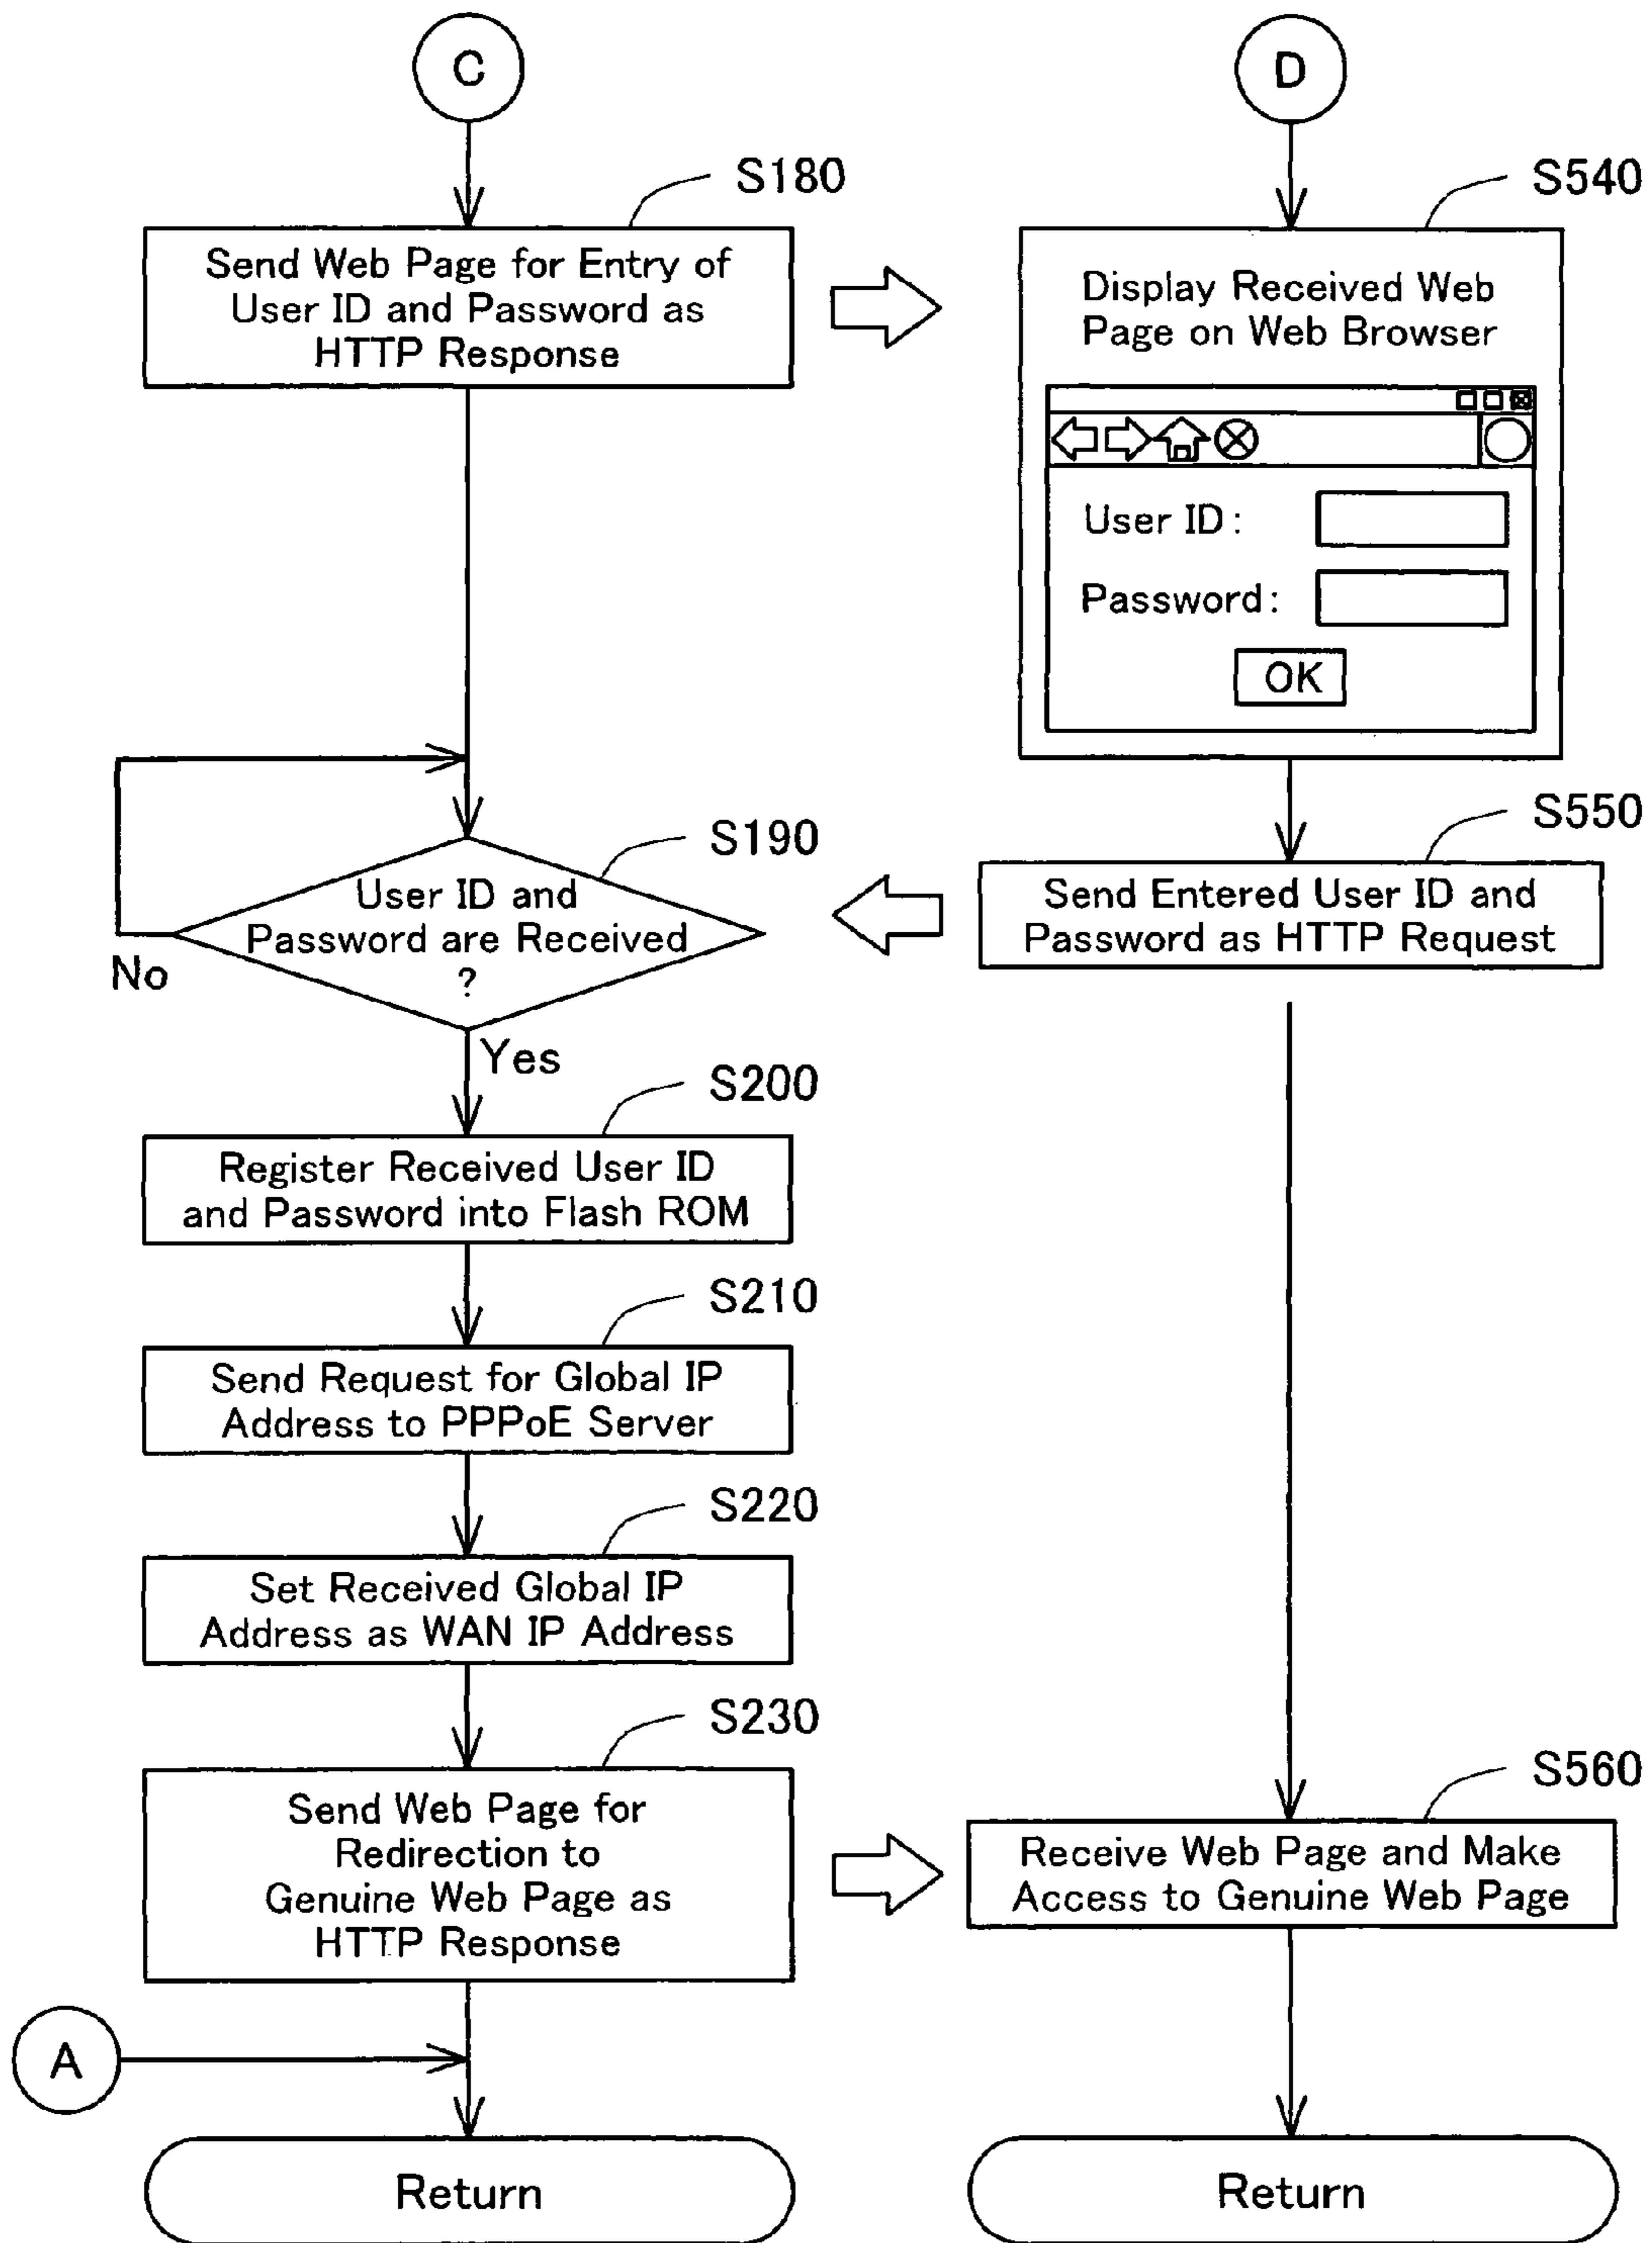 C
D
S180
S540
Send Web Page for Entry of
User ID and Password as
HTTP Response
Display Received Web
Page on Web Browser
User ID :
Password :
OK
S190
User ID and
Password are Received
?
No
Yes
S550
Send Entered User ID and
Password as HTTP Request
S200
Register Received User ID
and Password into Flash ROM
S210
Send Request for Global IP
Address to PPPoE Server
S220
Set Received Global IP
Address as WAN IP Address
S230
Send Web Page for
Redirection to
Genuine Web Page as
HTTP Response
S560
Receive Web Page and Make
Access to Genuine Web Page
A
Return
Return